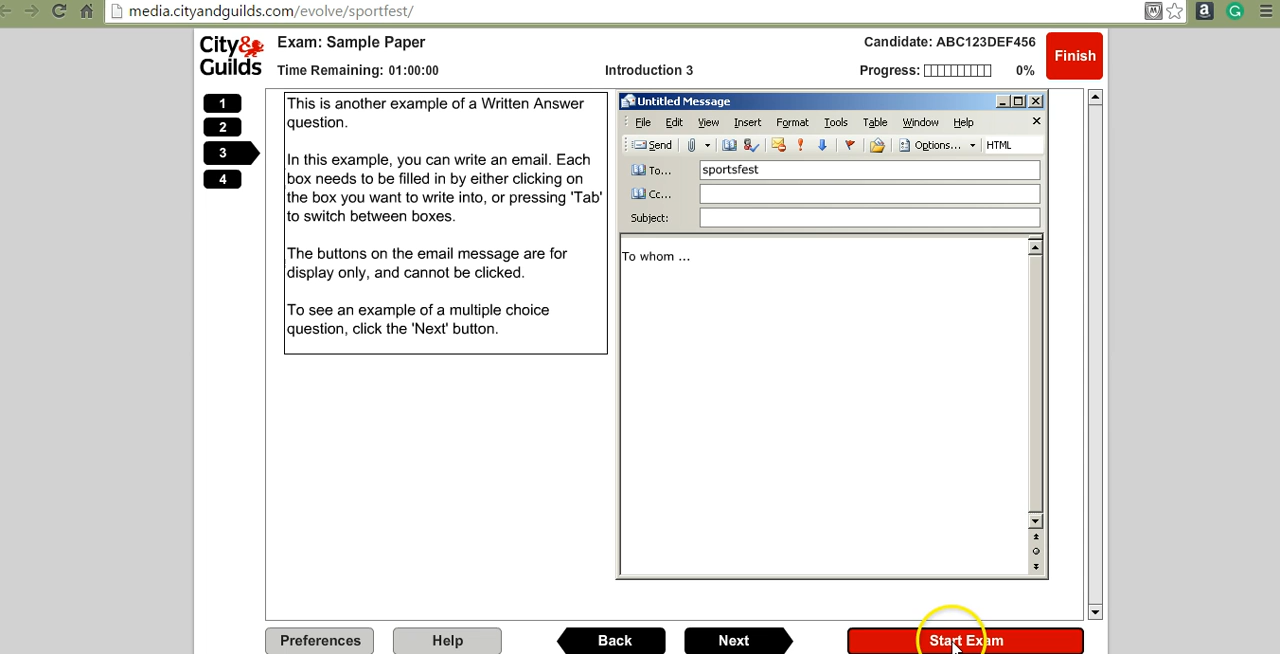 media.cityandguilds.com/evolve/sportfest/
City& Guilds
Exam: Sample Paper
Candidate: ABC123DEF456
Finish
Time Remaining: 01:00:00
Introduction 3
Progress:
0%
1
2
3
4
This is another example of a Written Answer
question.
In this example, you can write an email. Each
box needs to be filled in by either clicking on
the box you want to write into, or pressing 'Tab'
to switch between boxes.
The buttons on the email message are for
display only, and cannot be clicked.
To see an example of a multiple choice
question, click the 'Next' button.
Untitled Message
File Edit View Insert Format Tools Table Window Help
Send Options... HTML
To... sportsfest
Cc...
Subject:
To whom ...
Preferences
Help
Back
Next
Start Exam